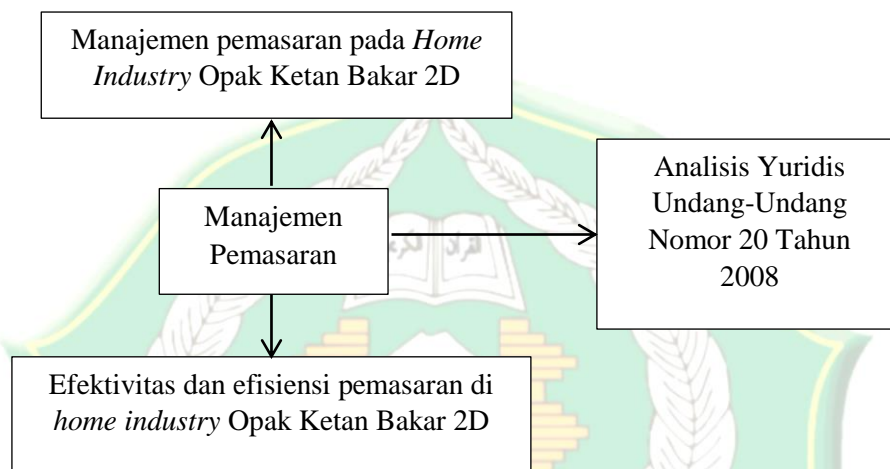 Manajemen pemasaran pada Home
Industry Opak Ketan Bakar 2D
Analisis Yuridis
Undang-Undang
Nomor 20 Tahun
2008
Manajemen
Pemasaran
Efektivitas dan efisiensi pemasaran di
home industry Opak Ketan Bakar 2D